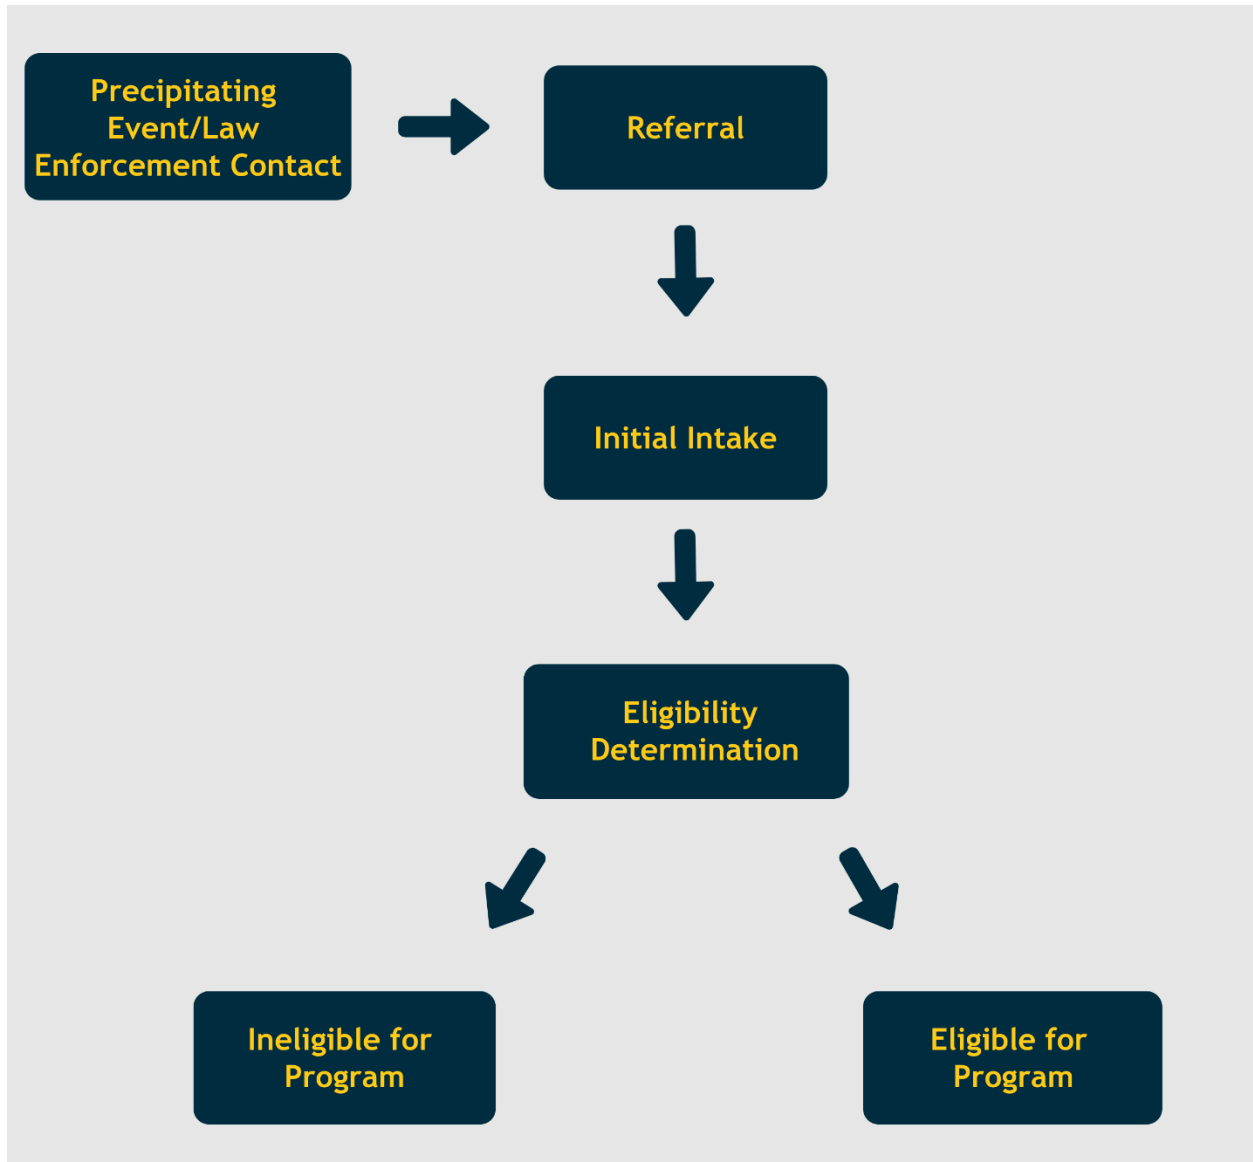 Precipitating
Event/Law
Enforcement Contact
Referral
Initial Intake
Eligibility
Determination
Ineligible for
Program
Eligible for
Program